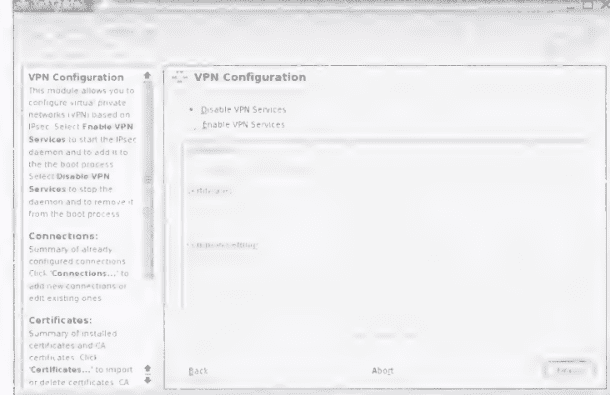 VPN Configuration
This module allows you to
configure virtual private
networks (VPN) based on
IPsec. Select Enable VPN
Services to start the IPsec
daemon and to add it to
the the boot process.
Select Disable VPN
Services to stop the
daemon and to remove it
from the boot process
Connections:
Summary of already
configured connections
Click 'Connections...' to
add new connections or
edit existing ones
Certificates:
Summary of installed
certificates and CA
certificates. Click
'Certificates...' to import
or delete certificates, CA
VPN Configuration
Disable VPN Services
Enable VPN Services
Back
Abort